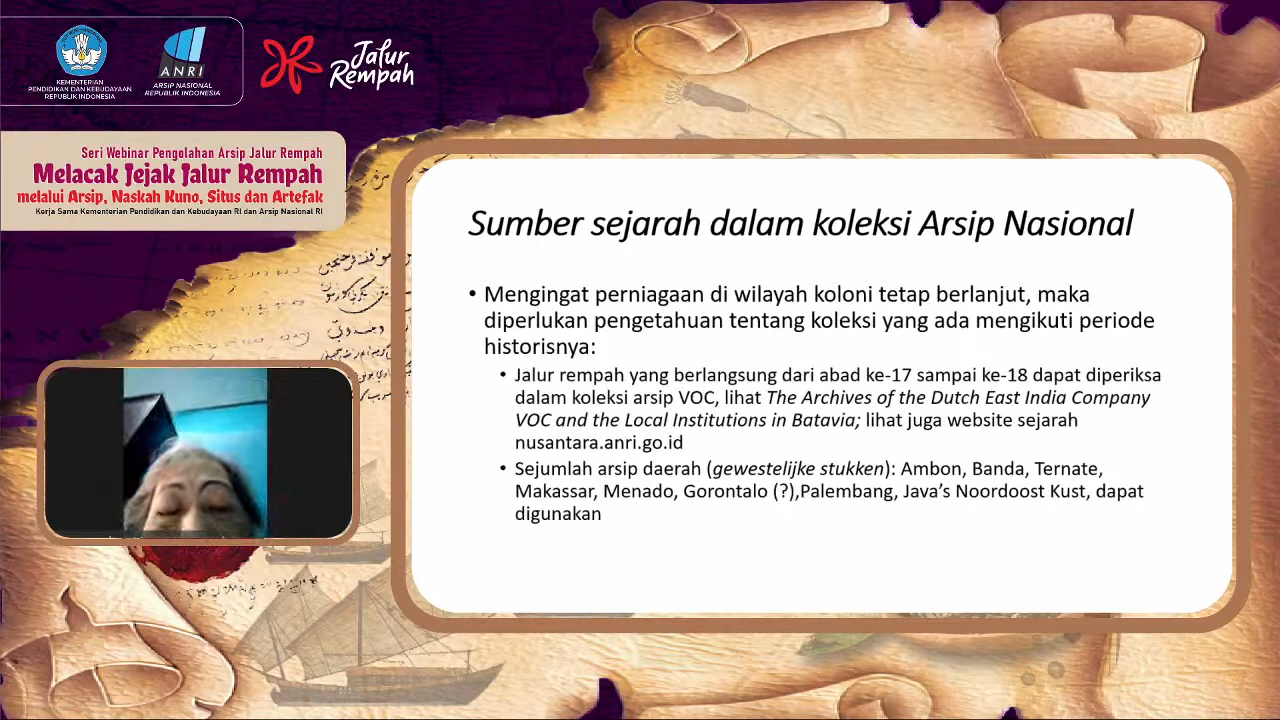 KEMENTERIAN
PENDIDIKAN DAN KEBUDAYAAN
REPUBLIK INDONESIA
ANRI
ARSIP NASIONAL
REPUBLIK INDONESIA
Jalur
Rempah
Seri Webinar Pengolahan Arsip Jalur Rempah
Melacak Jejak Jalur Rempah
melalui Arsip, Naskah Kuno, Situs dan Artefak
Kerja Sama Kementerian Pendidikan dan Kebudayaan RI dan Arsip Nasional RI
Sumber sejarah dalam koleksi Arsip Nasional
• Mengingat perniagaan di wilayah koloni tetap berlanjut, maka
diperlukan pengetahuan tentang koleksi yang ada mengikuti periode
historisnya:
• Jalur rempah yang berlangsung dari abad ke-17 sampai ke-18 dapat diperiksa
dalam koleksi arsip VOC, lihat The Archives of the Dutch East India Company
VOC and the Local Institutions in Batavia; lihat juga website sejarah
nusantara.anri.go.id
• Sejumlah arsip daerah (gewestelijke stukken): Ambon, Banda, Ternate,
Makassar, Menado, Gorontalo (?),Palembang, Java's Noordoost Kust, dapat
digunakan